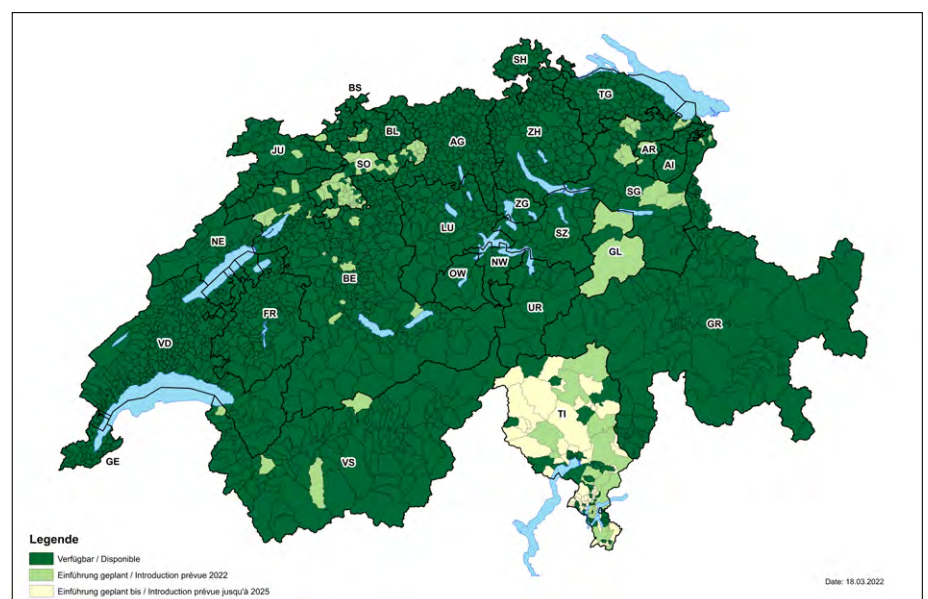 SH
BS
TG
BL
AG
ZH
JU
AR
SO
AI
SG
ZG
LU
SZ
NE
GL
NW
OW
BE
UR
FR
GR
VD
TI
GE
VS
Legende
Verfügbar / Disponible
Einführung geplant / Introduction prévue 2022
Einführung geplant bis / Introduction prévue jusqu'à 2025
Date: 18.03.2022